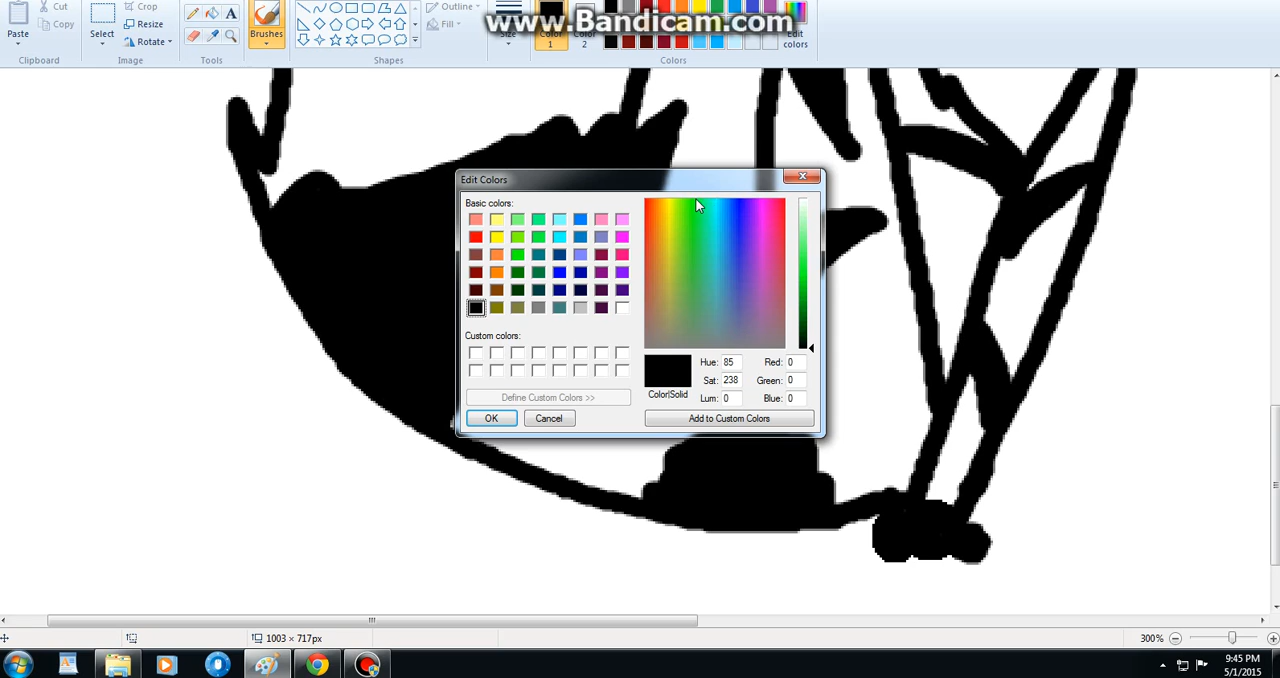 www.Bandicam.com
Cut
Copy
Paste
Clipboard
Crop
Resize
Rotate
Select
Image
Tools
Brushes
Outline
Fill
Shapes
Size
Color
1
Color
2
Edit
colors
Colors
Edit Colors
Basic colors:
Custom colors:
Define Custom Colors >>
OK
Cancel
Color|Solid
Hue: 85
Sat: 238
Lum: 0
Red: 0
Green: 0
Blue: 0
Add to Custom Colors
1003 × 717px
300%
9:45 PM
5/1/2015